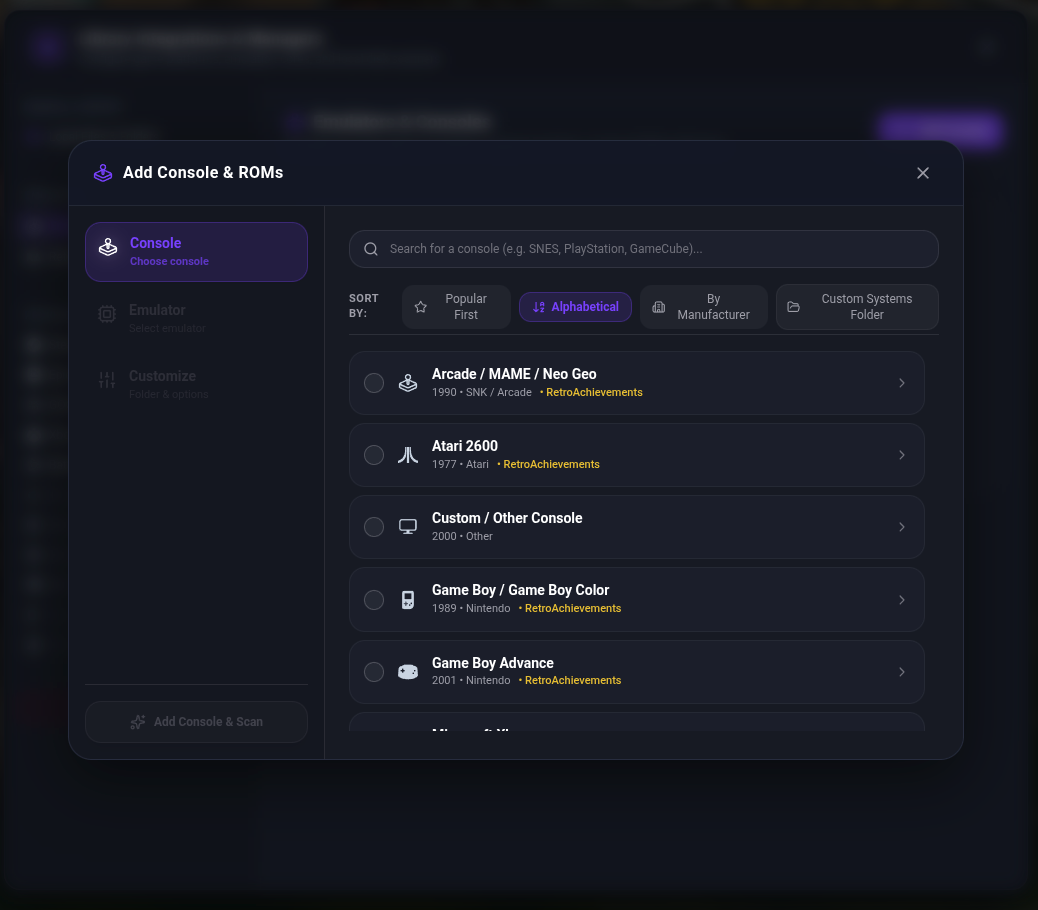 Add Console & ROMs
Console
Choose console
Emulator
Select emulator
Customize
Folder & options
Add Console & Scan
Search for a console (e.g. SNES, PlayStation, GameCube)...
SORT
BY:
Popular
First
Alphabetical
By
Manufacturer
Custom Systems
Folder
Arcade / MAME / Neo Geo
1990 • SNK / Arcade • RetroAchievements
Atari 2600
1977 • Atari • RetroAchievements
Custom / Other Console
2000 • Other
Game Boy / Game Boy Color
1989 • Nintendo • RetroAchievements
Game Boy Advance
2001 • Nintendo • RetroAchievements